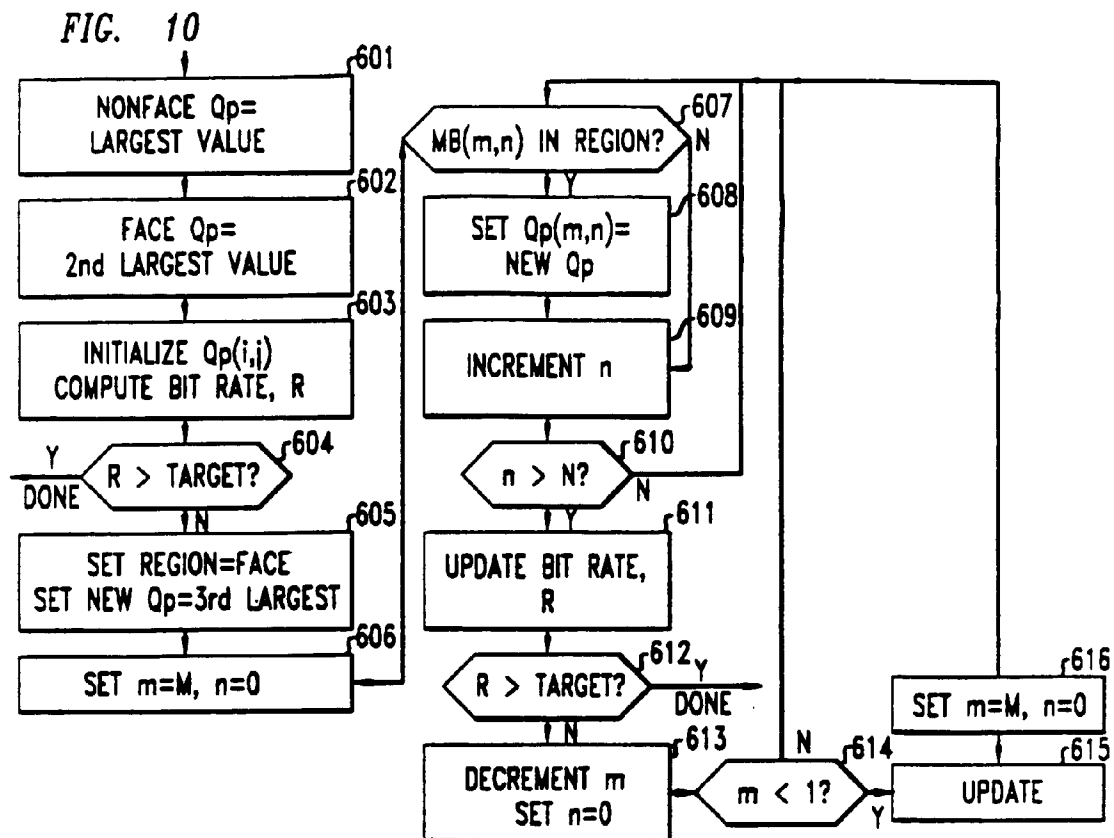 FIG. 10
601
NONFACE Qp=
LARGEST VALUE
602
FACE Qp=
2nd LARGEST VALUE
603
INITIALIZE Qp(i,j)
COMPUTE BIT RATE, R
604
R > TARGET?
Y
DONE
N
605
SET REGION=FACE
SET NEW Qp=3rd LARGEST
606
SET m=M, n=0
607
MB(m,n) IN REGION?
N
Y
608
SET Qp(m,n)=
NEW Qp
609
INCREMENT n
610
n > N?
N
Y
611
UPDATE BIT RATE,
R
612
R > TARGET?
Y
DONE
N
613
DECREMENT m
SET n=0
614
m < 1?
N
Y
615
UPDATE
616
SET m=M, n=0